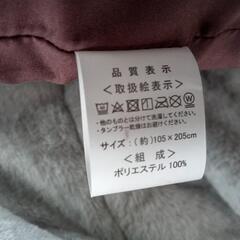 品質表示
<取扱絵表示>
・他のものとは分けて洗濯してください。
・タンブラー乾燥はお避けください。
サイズ:(約)105×205cm
<組成>
ポリエステル 100%